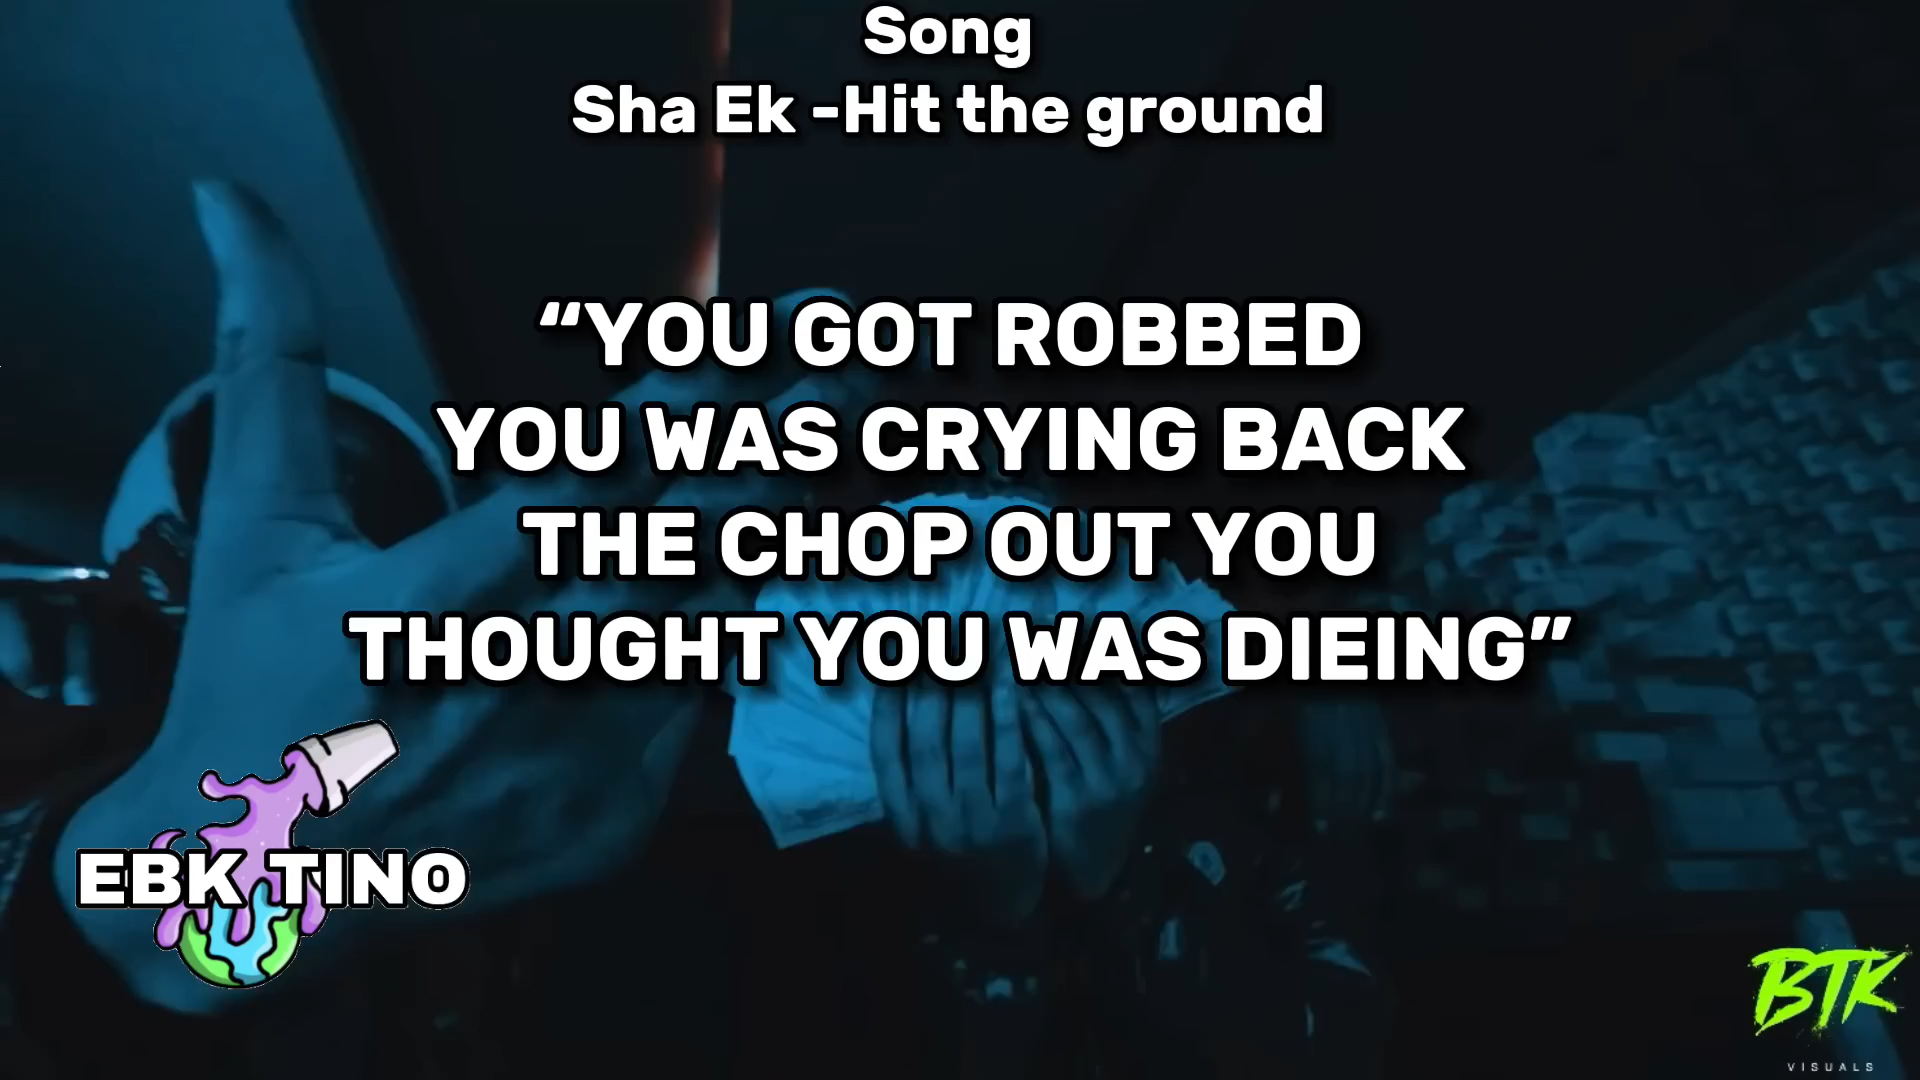 Song
Sha Ek -Hit the ground
“YOU GOT ROBBED
YOU WAS CRYING BACK
THE CHOP OUT YOU
THOUGHT YOU WAS DIEING”
EBK TINO
BTK
VISUALS